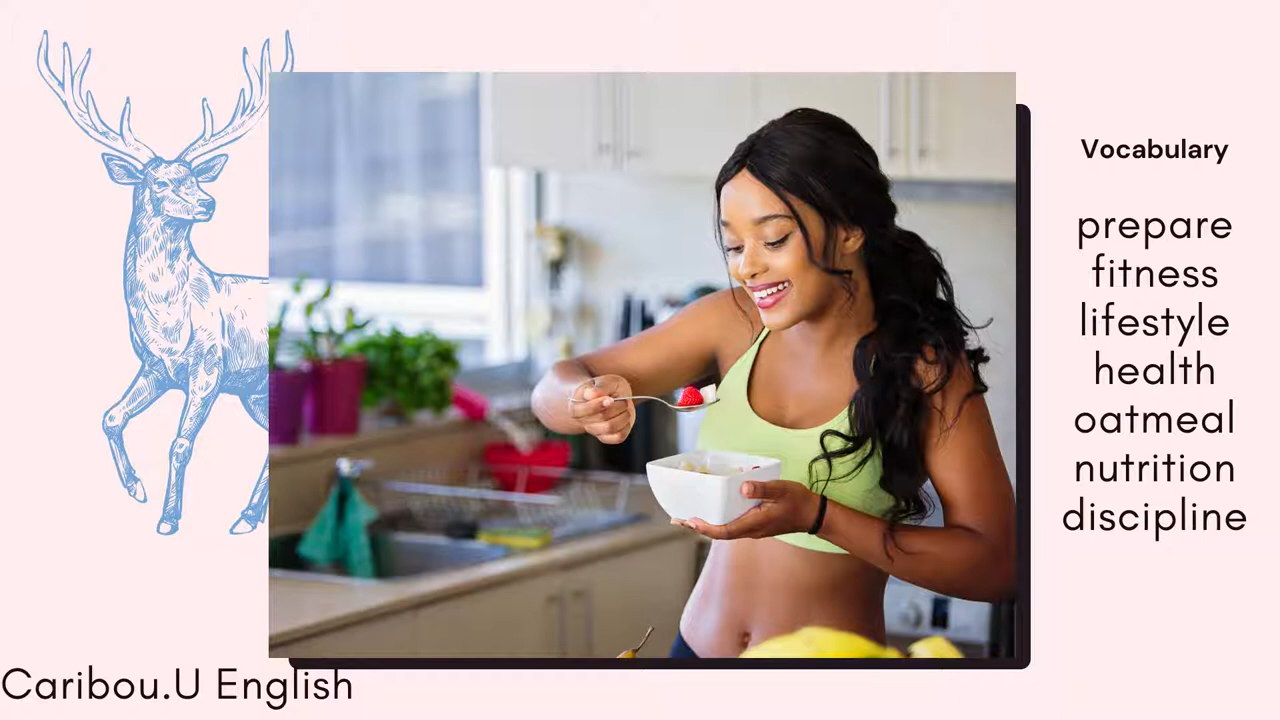 Vocabulary
prepare
fitness
lifestyle
health
oatmeal
nutrition
discipline
Caribou.U English